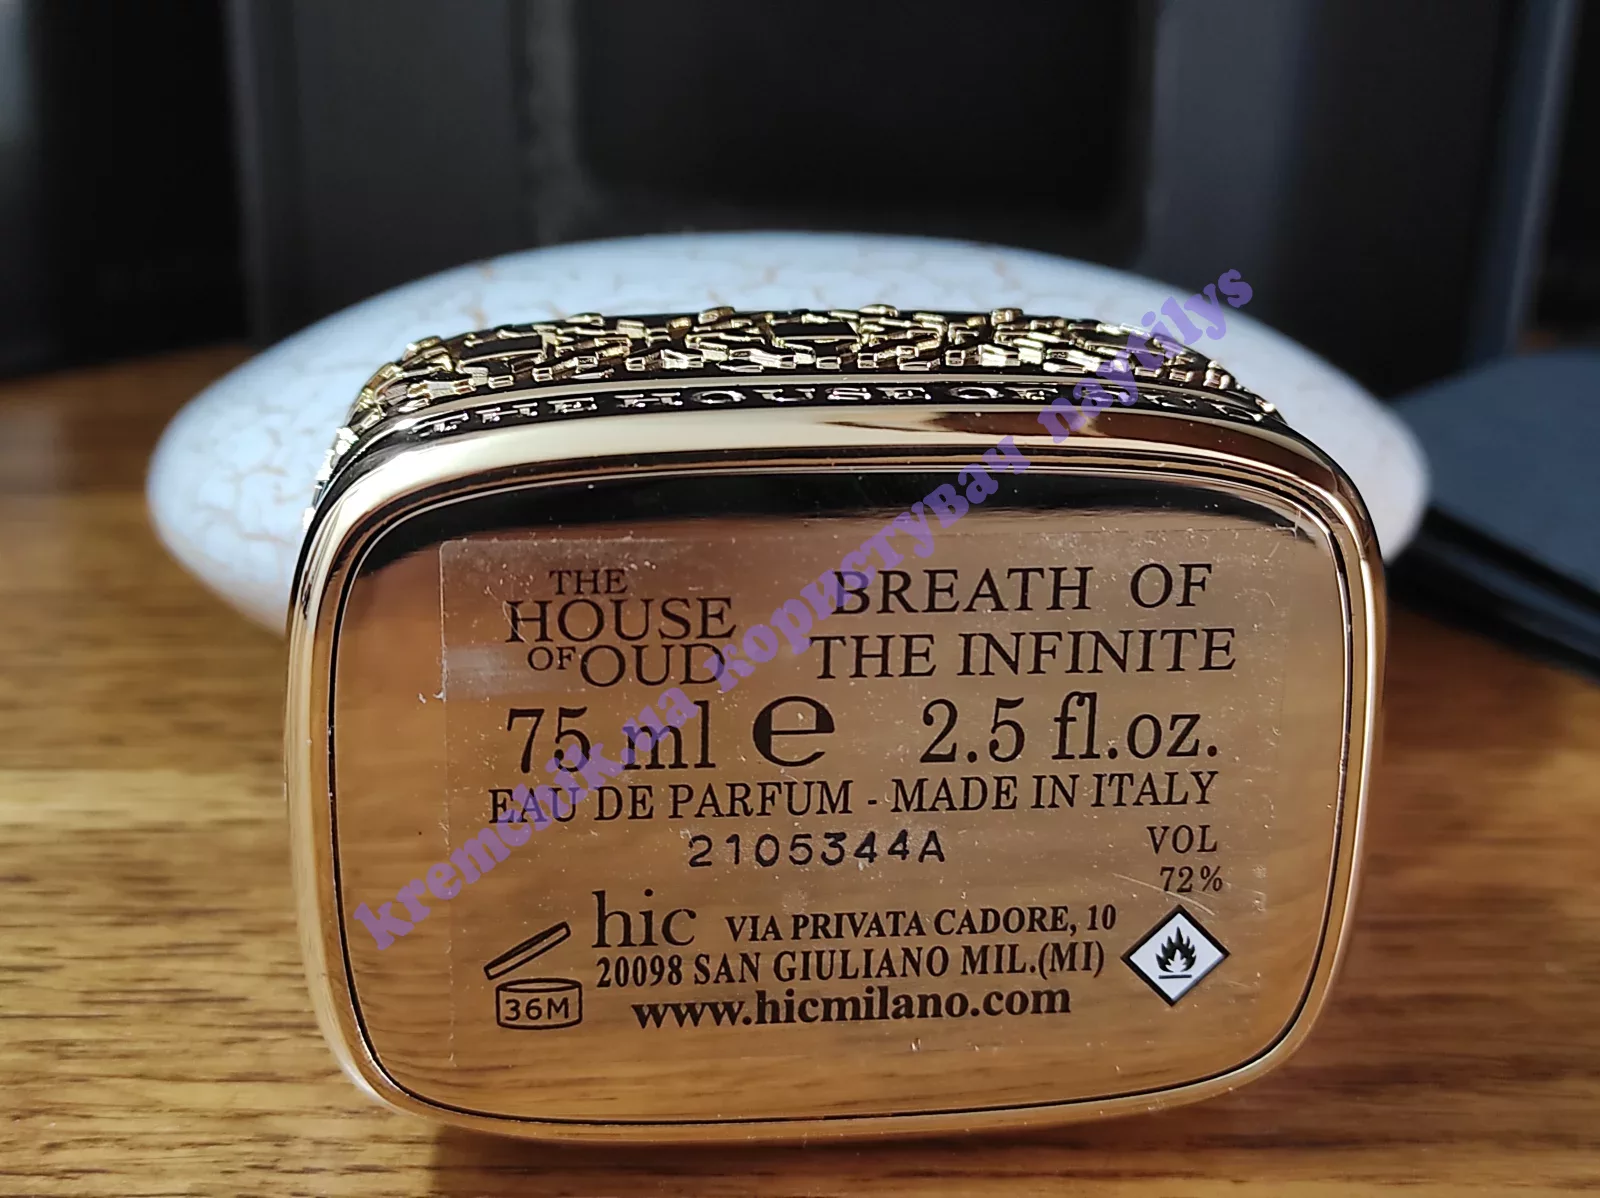 THE HOUSE OF OUD
THE
HOUSE
OF OUD
BREATH OF
THE INFINITE
75 ml e 2.5 fl.oz.
EAU DE PARFUM - MADE IN ITALY
2105344A
VOL
72%
hic VIA PRIVATA CADORE, 10
20098 SAN GIULIANO MIL.(MI)
36M
www.hicmilano.com
kremchik.ua користуВач naytilys